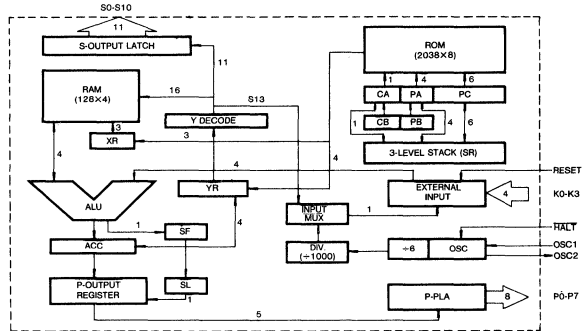 S0-S10
11
S-OUTPUT LATCH
ROM
(2038×8)
11
1
4
6
RAM
(128×4)
16
S13
CA
PA
PC
Y DECODE
1
CB
PB
4
6
3
XR
3
3-LEVEL STACK (SR)
4
4
4
RESET
YR
EXTERNAL
INPUT
4
K0-K3
ALU
INPUT
MUX
1
1
SF
4
HALT
ACC
DIV.
(÷1000)
÷6
OSC
OSC1
OSC2
P-OUTPUT
REGISTER
SL
1
P-PLA
8
P0-P7
5